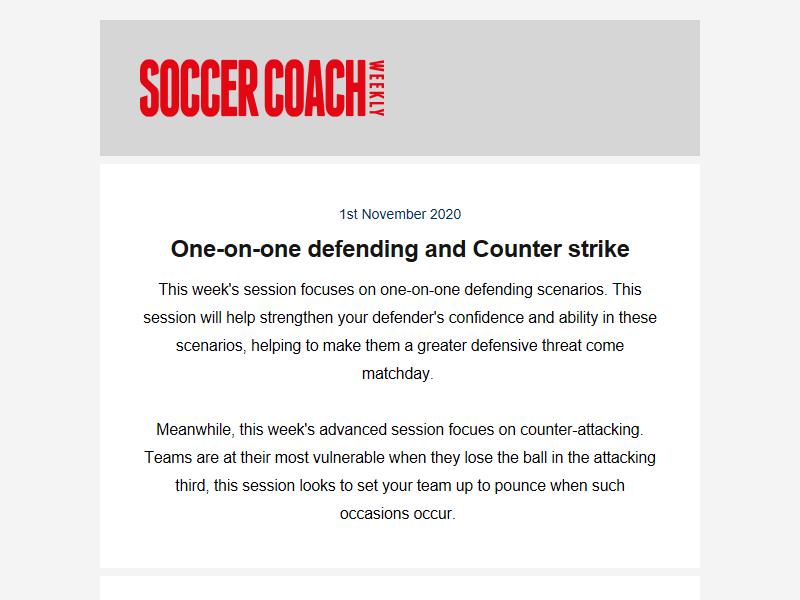 SOCCER COACH WEEKLY
1st November 2020
One-on-one defending and Counter strike
This week's session focuses on one-on-one defending scenarios. This
session will help strengthen your defender's confidence and ability in these
scenarios, helping to make them a greater defensive threat come
matchday.
Meanwhile, this week's advanced session focues on counter-attacking.
Teams are at their most vulnerable when they lose the ball in the attacking
third, this session looks to set your team up to pounce when such
occasions occur.